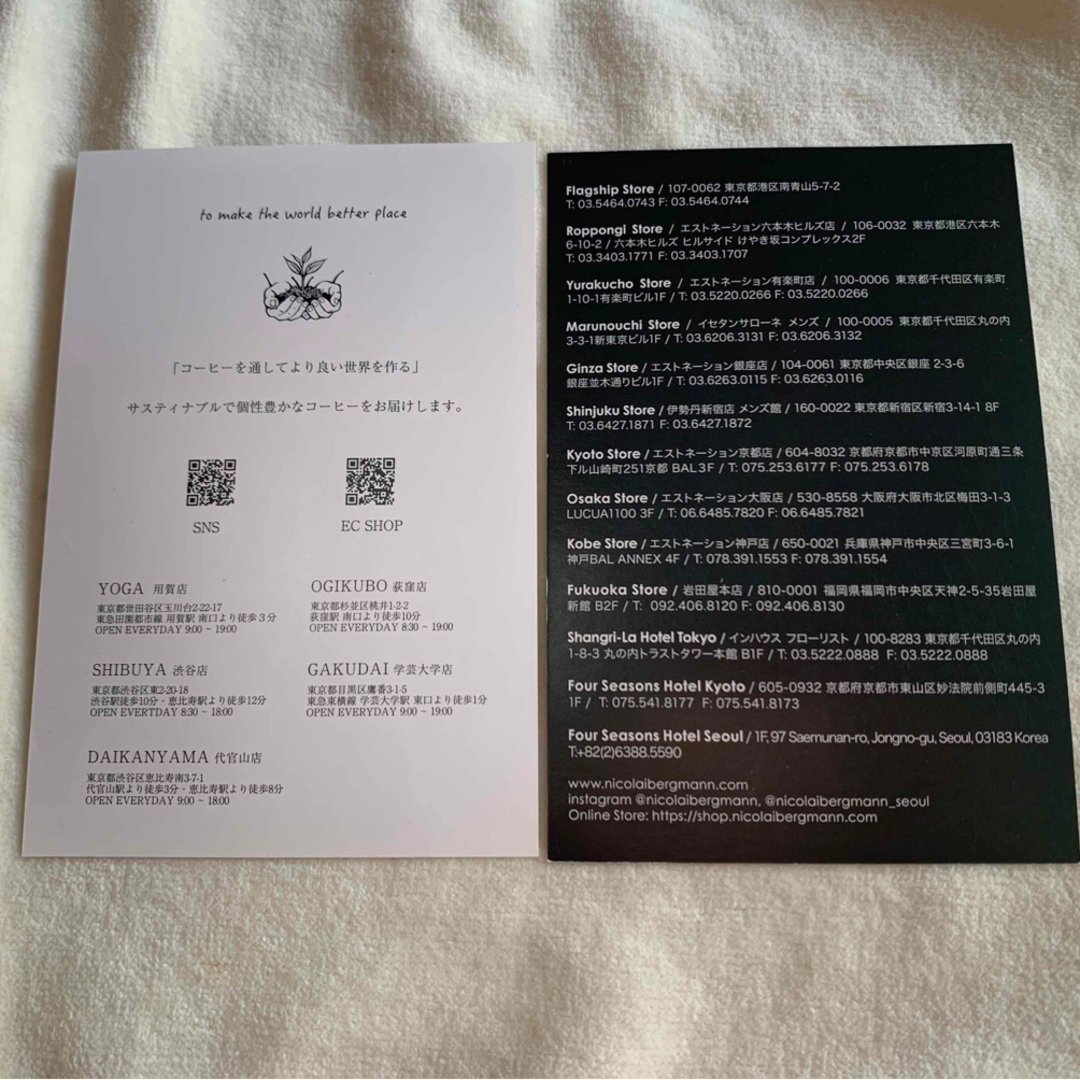 to make the world better place
「コーヒーを通してより良い世界を作る」
サスティナブルで個性豊かなコーヒーをお届けします。
SNS
EC SHOP
YOGA 用賀店
東京都世田谷区玉川台2-22-17
東急田園都市線 用賀駅 南口より徒歩３分
OPEN EVERYDAY 9:00 ~ 19:00
OGIKUBO 荻窪店
東京都杉並区桃井1-2-2
荻窪駅 南口より徒歩10分
OPEN EVERYDAY 8:30 ~ 19:00
SHIBUYA 渋谷店
東京都渋谷区東2-20-18
渋谷駅徒歩10分・恵比寿駅より徒歩12分
OPEN EVERTDAY 8:30 ~ 18:00
GAKUDAI 学芸大学店
東京都目黒区鷹番3-1-5
東急東横線 学芸大学駅 東口より徒歩1分
OPEN EVERYDAY 9:00 ~ 19:00
DAIKANYAMA 代官山店
東京都渋谷区恵比寿南3-7-1
代官山駅より徒歩3分・恵比寿駅より徒歩8分
OPEN EVERYDAY 9:00 ~ 18:00
Flagship Store / 107-0062 東京都港区南青山5-7-2
T: 03.5464.0743 F: 03.5464.0744
Roppongi Store / エストネーション六本木ヒルズ店 / 106-0032 東京都港区六本木
6-10-2 / 六本木ヒルズ ヒルサイド けやき坂コンプレックス2F
T: 03.3403.1771 F: 03.3403.1707
Yurakucho Store / エストネーション有楽町店 / 100-0006 東京都千代田区有楽町
1-10-1有楽町ビル1F / T: 03.5220.0266 F: 03.5220.0266
Marunouchi Store / イセタンサローネ メンズ / 100-0005 東京都千代田区丸の内
3-3-1新東京ビル1F / T: 03.6206.3131 F: 03.6206.3132
Ginza Store / エストネーション銀座店 / 104-0061 東京都中央区銀座 2-3-6
銀座並木通りビル1F / T: 03.6263.0115 F: 03.6263.0116
Shinjuku Store / 伊勢丹新宿店 メンズ館 / 160-0022 東京都新宿区新宿3-14-1 8F
T: 03.6427.1871 F: 03.6427.1872
Kyoto Store / エストネーション京都店 / 604-8032 京都府京都市中京区河原町通三条
下ル山崎町251京都 BAL3F / T: 075.253.6177 F: 075.253.6178
Osaka Store / エストネーション大阪店 / 530-8558 大阪府大阪市北区梅田3-1-3
LUCUA1100 3F / T: 06.6485.7820 F: 06.6485.7821
Kobe Store / エストネーション神戸店 / 650-0021 兵庫県神戸市中央区三宮町3-6-1
神戸BAL ANNEX 4F / T: 078.391.1553 F: 078.391.1554
Fukuoka Store / 岩田屋本店 / 810-0001 福岡県福岡市中央区天神2-5-35岩田屋
新館 B2F / T: 092.406.8120 F: 092.406.8130
Shangri-La Hotel Tokyo / インハウス フローリスト / 100-8283 東京都千代田区丸の内
1-8-3 丸の内トラストタワー本館 B1F / T: 03.5222.0888 F: 03.5222.0888
Four Seasons Hotel Kyoto / 605-0932 京都府京都市東山区妙法院前側町445-3
1F / T: 075.541.8177 F: 075.541.8173
Four Seasons Hotel Seoul / 1F, 97 Saemunan-ro, Jongno-gu, Seoul, 03183 Korea
T:+82(2)6388.5590
www.nicolaibergmann.com
instagram @nicolaibergmann, @nicolaibergmann_seoul
Online Store: https://shop.nicolaibergmann.com